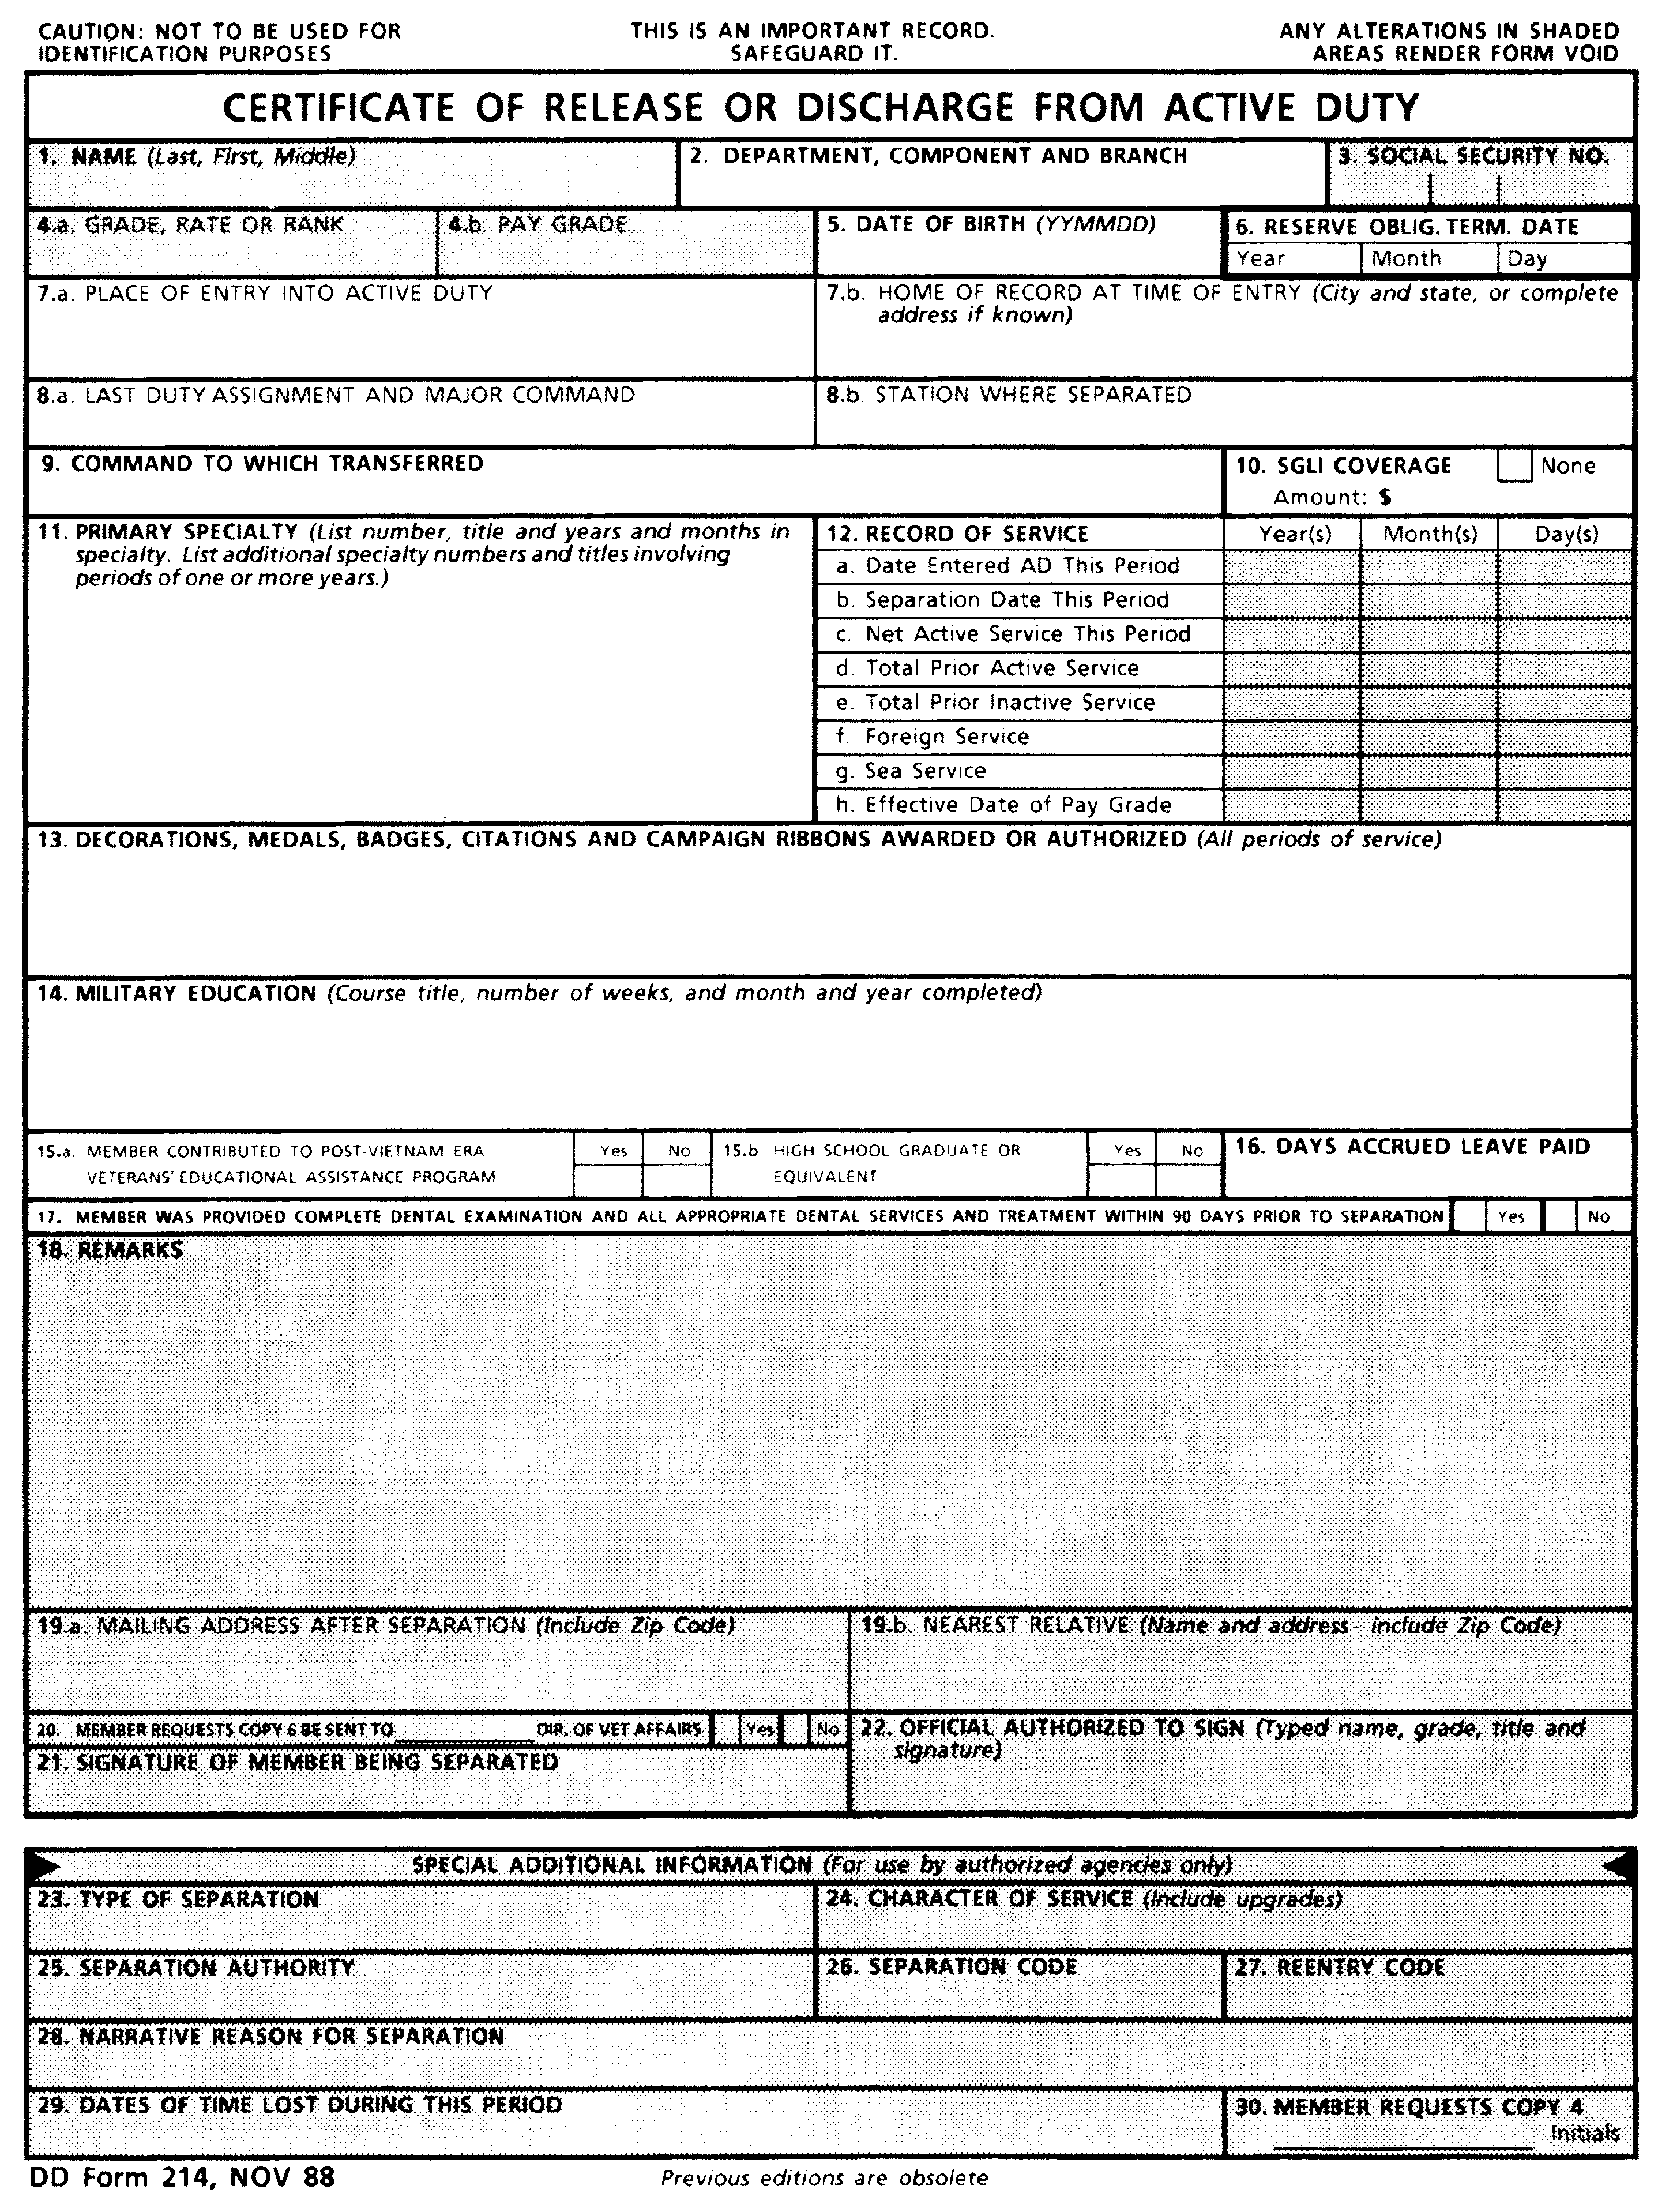 CAUTION: NOT TO BE USED FOR
IDENTIFICATION PURPOSES
THIS IS AN IMPORTANT RECORD.
SAFEGUARD IT.
ANY ALTERATIONS IN SHADED
AREAS RENDER FORM VOID
CERTIFICATE OF RELEASE OR DISCHARGE FROM ACTIVE DUTY
1. NAME (Last, First, Middle)
2. DEPARTMENT, COMPONENT AND BRANCH
3. SOCIAL SECURITY NO.
4.a. GRADE, RATE OR RANK
4.b. PAY GRADE
5. DATE OF BIRTH (YYMMDD)
6. RESERVE OBLIG. TERM. DATE
Year Month Day
7.a. PLACE OF ENTRY INTO ACTIVE DUTY
7.b. HOME OF RECORD AT TIME OF ENTRY (City and state, or complete
address if known)
8.a. LAST DUTY ASSIGNMENT AND MAJOR COMMAND
8.b. STATION WHERE SEPARATED
9. COMMAND TO WHICH TRANSFERRED
10. SGLI COVERAGE None
Amount: $
11. PRIMARY SPECIALTY (List number, title and years and months in
specialty. List additional specialty numbers and titles involving
periods of one or more years.)
12. RECORD OF SERVICE Year(s) Month(s) Day(s)
a. Date Entered AD This Period
b. Separation Date This Period
c. Net Active Service This Period
d. Total Prior Active Service
e. Total Prior Inactive Service
f. Foreign Service
g. Sea Service
h. Effective Date of Pay Grade
13. DECORATIONS, MEDALS, BADGES, CITATIONS AND CAMPAIGN RIBBONS AWARDED OR AUTHORIZED (All periods of service)
14. MILITARY EDUCATION (Course title, number of weeks, and month and year completed)
15.a. MEMBER CONTRIBUTED TO POST-VIETNAM ERA
VETERANS' EDUCATIONAL ASSISTANCE PROGRAM
Yes No
15.b. HIGH SCHOOL GRADUATE OR
EQUIVALENT
Yes No
16. DAYS ACCRUED LEAVE PAID
17. MEMBER WAS PROVIDED COMPLETE DENTAL EXAMINATION AND ALL APPROPRIATE DENTAL SERVICES AND TREATMENT WITHIN 90 DAYS PRIOR TO SEPARATION Yes No
18. REMARKS
19.a. MAILING ADDRESS AFTER SEPARATION (Include Zip Code)
19.b. NEAREST RELATIVE (Name and address - include Zip Code)
20. MEMBER REQUESTS COPY 6 BE SENT TO DIR. OF VET AFFAIRS Yes No
21. SIGNATURE OF MEMBER BEING SEPARATED
22. OFFICIAL AUTHORIZED TO SIGN (Typed name, grade, title and
signature)
SPECIAL ADDITIONAL INFORMATION (For use by authorized agencies only)
23. TYPE OF SEPARATION
24. CHARACTER OF SERVICE (Include upgrades)
25. SEPARATION AUTHORITY
26. SEPARATION CODE
27. REENTRY CODE
28. NARRATIVE REASON FOR SEPARATION
29. DATES OF TIME LOST DURING THIS PERIOD
30. MEMBER REQUESTS COPY 4
Initials
DD Form 214, NOV 88
Previous editions are obsolete